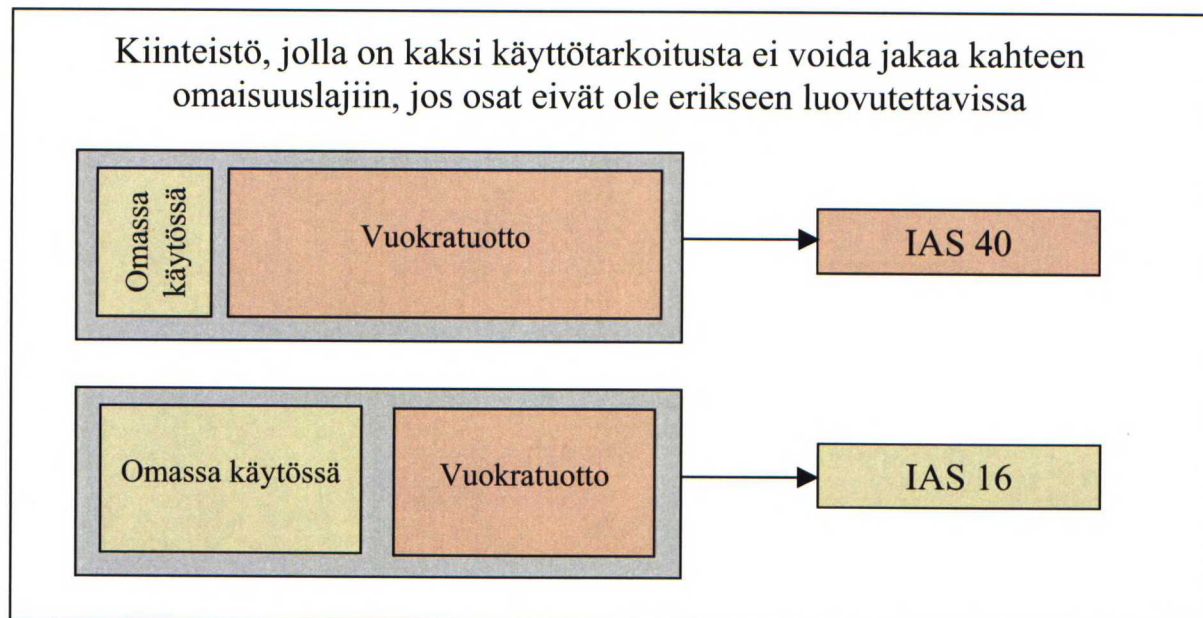 Kiinteistö, jolla on kaksi käyttötarkoitusta ei voida jakaa kahteen
omaisuuslajiin, jos osat eivät ole erikseen luovutettavissa
Omassa
käytössä
Vuokratuotto
IAS 40
Omassa käytössä
Vuokratuotto
IAS 16